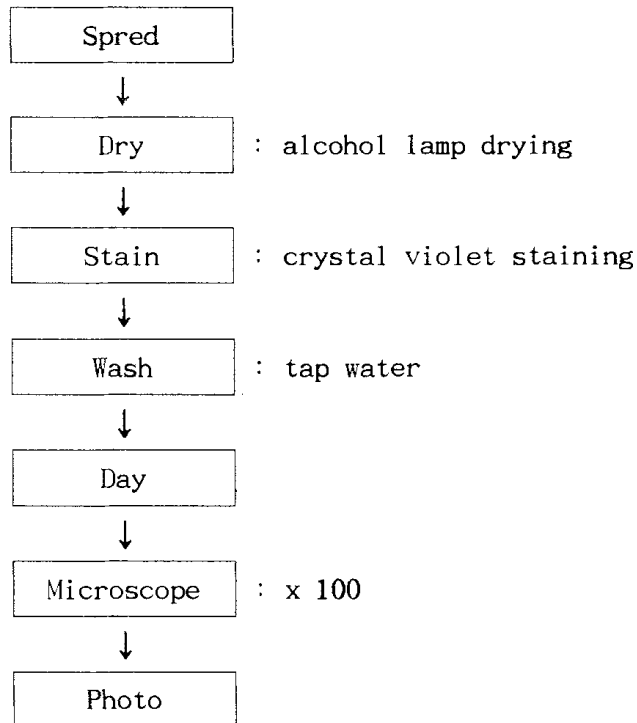 Spred
↓
Dry : alcohol lamp drying
↓
Stain : crystal violet staining
↓
Wash : tap water
↓
Day
↓
Microscope : x 100
↓
Photo